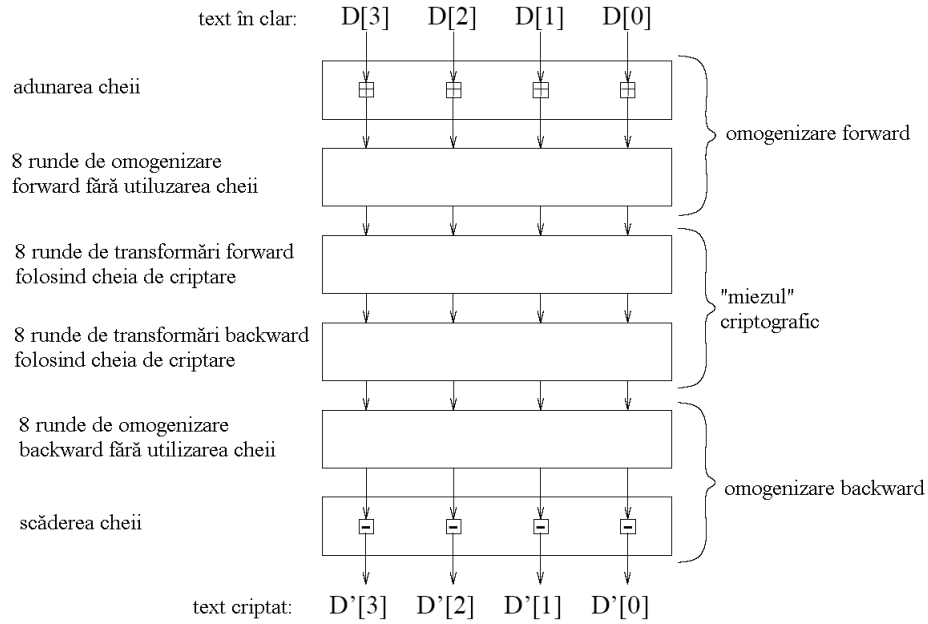 text în clar: D[3] D[2] D[1] D[0]
adunarea cheii
omogenizare forward
8 runde de omogenizare
forward fără utiluzarea cheii
8 runde de transformări forward
folosind cheia de criptare
"miezul"
criptografic
8 runde de transformări backward
folosind cheia de criptare
8 runde de omogenizare
backward fără utilizarea cheii
omogenizare backward
scăderea cheii
text criptat: D'[3] D'[2] D'[1] D'[0]